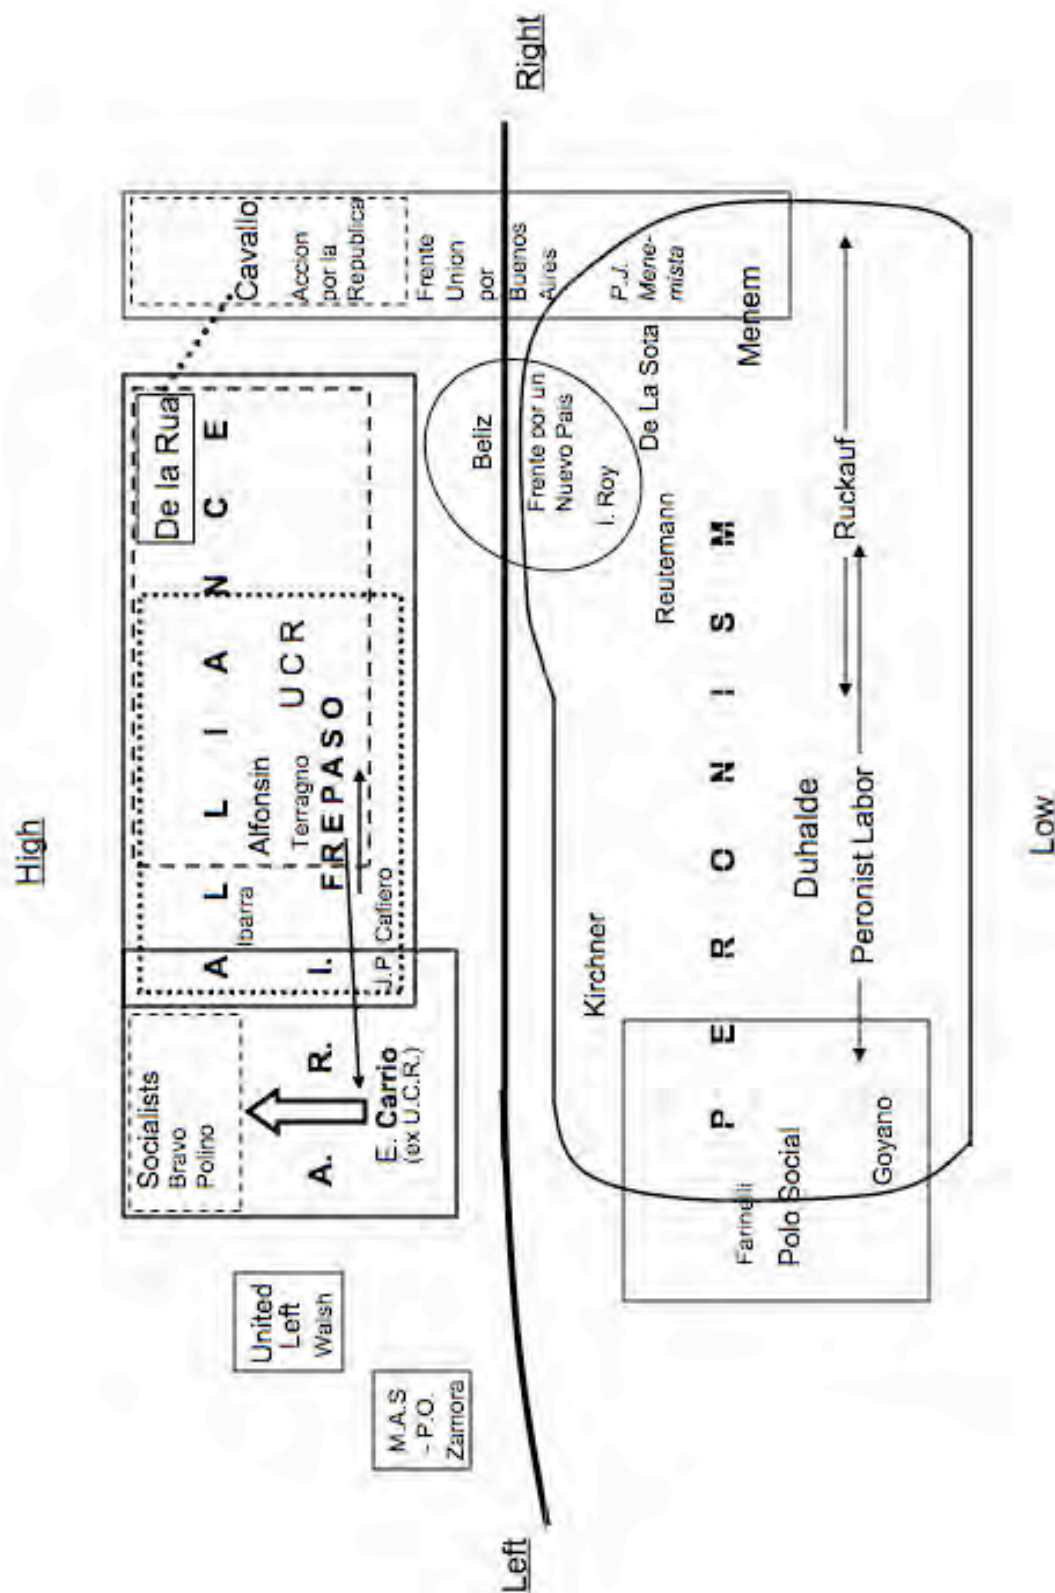 High
Left
Right
Low
Socialists
Bravo
Polino
A. R. I.
E. Carrio
(ex U.C.R.)
United
Left
Walsh
M.A.S
- P.O.
Zamora
A L L I A N C E
De la Rua
Ibarra
Alfonsin
Terragno
U C R
FREPASO
J.P. Cafiero
Cavallo
Accion
por la
Republica
Frente
Union
por
Buenos
Aires
P.J.
Mene-
mista
Beliz
Frente por un
Nuevo Pais
I. Roy
De La Sota
Reutemann
Menem
Kirchner
P E R O N I S M
Duhalde
Ruckauf
Peronist Labor
Farinelli
Polo Social
Goyano